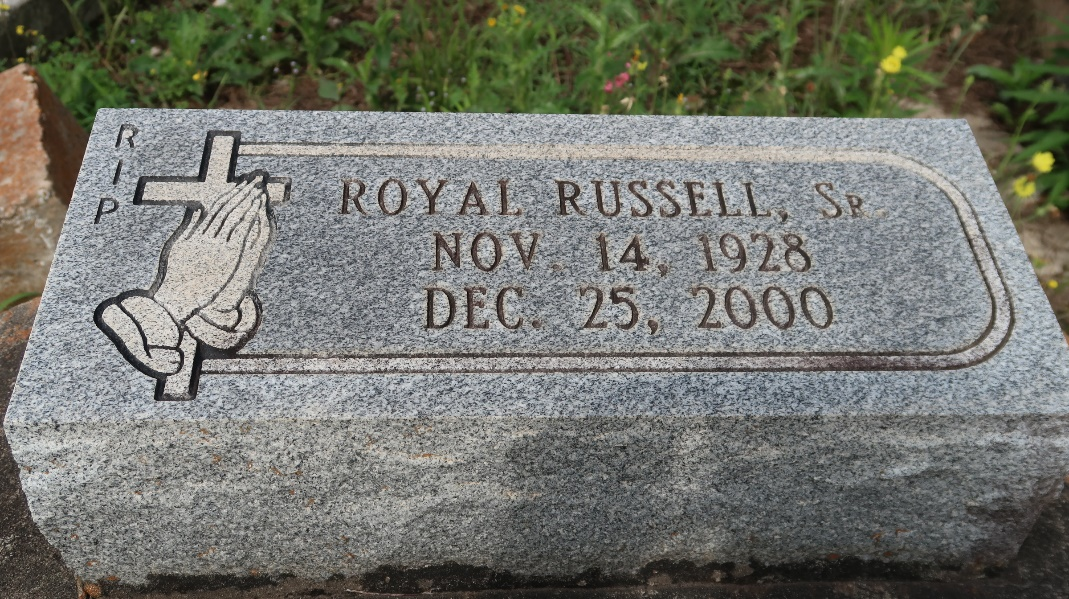 RIP
ROYAL RUSSELL, SR.
NOV. 14, 1928
DEC. 25, 2000